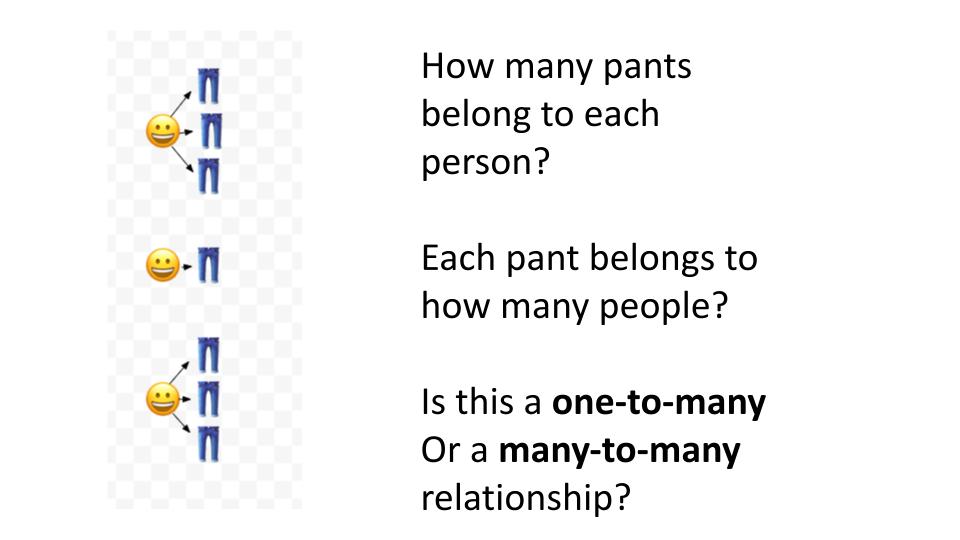 How many pants
belong to each
person?
Each pant belongs to
how many people?
Is this a one-to-many
Or a many-to-many
relationship?